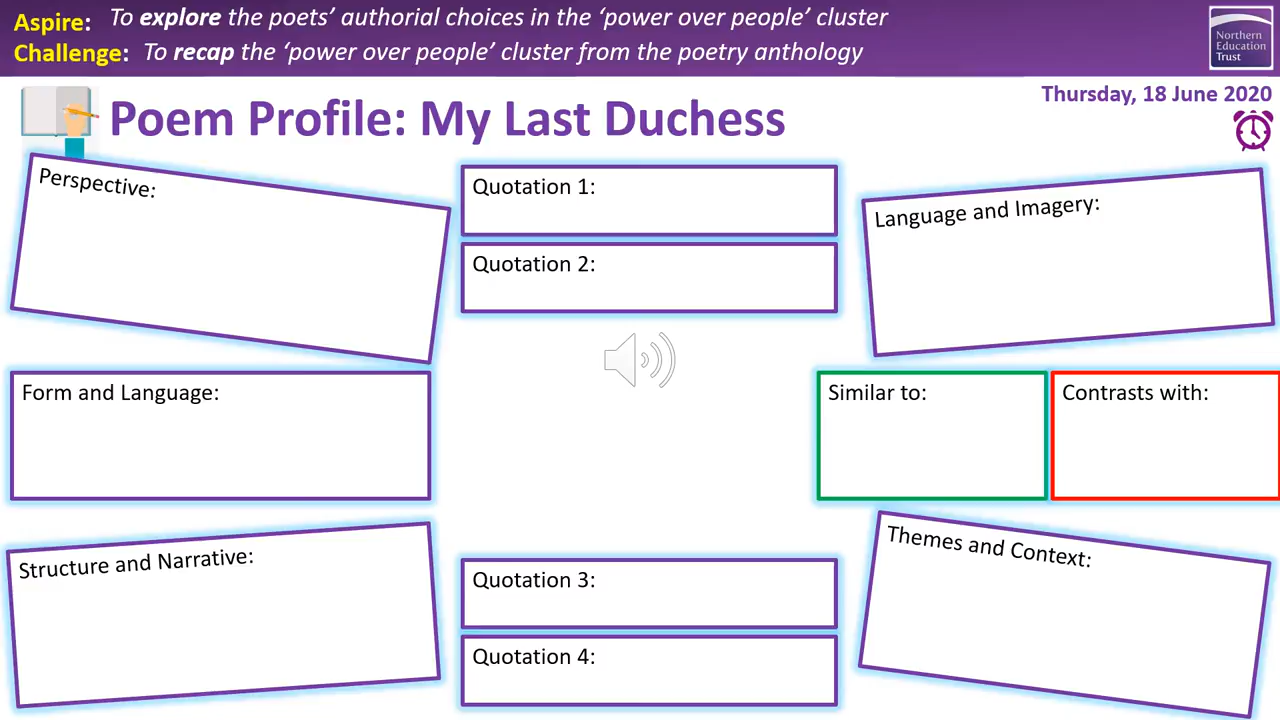 Aspire: To explore the poets’ authorial choices in the ‘power over people’ cluster
Challenge: To recap the ‘power over people’ cluster from the poetry anthology
Northern
Education
Trust
Thursday, 18 June 2020
Poem Profile: My Last Duchess
Perspective:
Quotation 1:
Quotation 2:
Language and Imagery:
Form and Language:
Similar to:
Contrasts with:
Structure and Narrative:
Quotation 3:
Quotation 4:
Themes and Context: